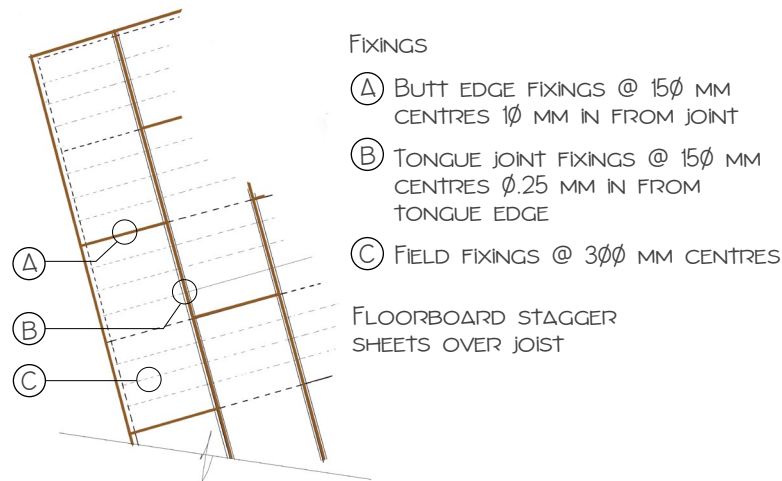 Fixings
A Butt edge fixings @ 150 mm
centres 10 mm in from joint
B Tongue joint fixings @ 150 mm
centres 0.25 mm in from
tongue edge
A
C Field fixings @ 300 mm centres
B
Floorboard stagger
sheets over joist
C